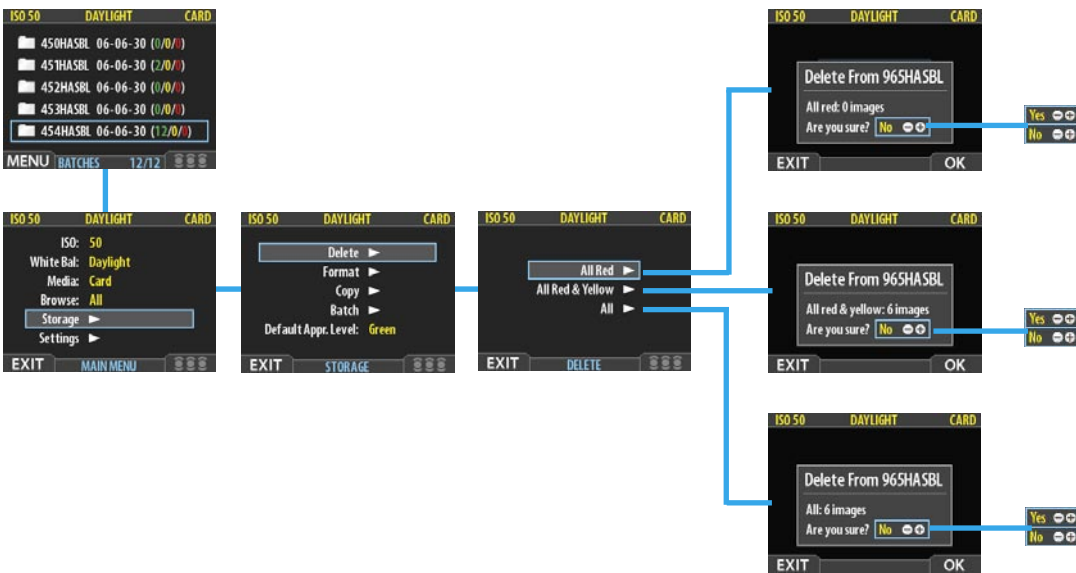 ISO 50 DAYLIGHT CARD
450HASBL 06-06-30 (0/0/0)
451HASBL 06-06-30 (2/0/0)
452HASBL 06-06-30 (0/0/0)
453HASBL 06-06-30 (0/0/0)
454HASBL 06-06-30 (12/0/0)
MENU BATCHES 12/12
ISO 50 DAYLIGHT CARD
ISO: 50
White Bal: Daylight
Media: Card
Browse: All
Storage ►
Settings ►
EXIT MAIN MENU
ISO 50 DAYLIGHT CARD
Delete ►
Format ►
Copy ►
Batch ►
Default Appr. Level: Green
EXIT STORAGE
ISO 50 DAYLIGHT CARD
All Red ►
All Red & Yellow ►
All ►
EXIT DELETE
ISO 50 DAYLIGHT CARD
Delete From 965HASBL
All red: 0 images
Are you sure? No
EXIT OK
Yes
No
ISO 50 DAYLIGHT CARD
Delete From 965HASBL
All red & yellow: 6 images
Are you sure? No
EXIT OK
Yes
No
ISO 50 DAYLIGHT CARD
Delete From 965HASBL
All: 6 images
Are you sure? No
EXIT OK
Yes
No